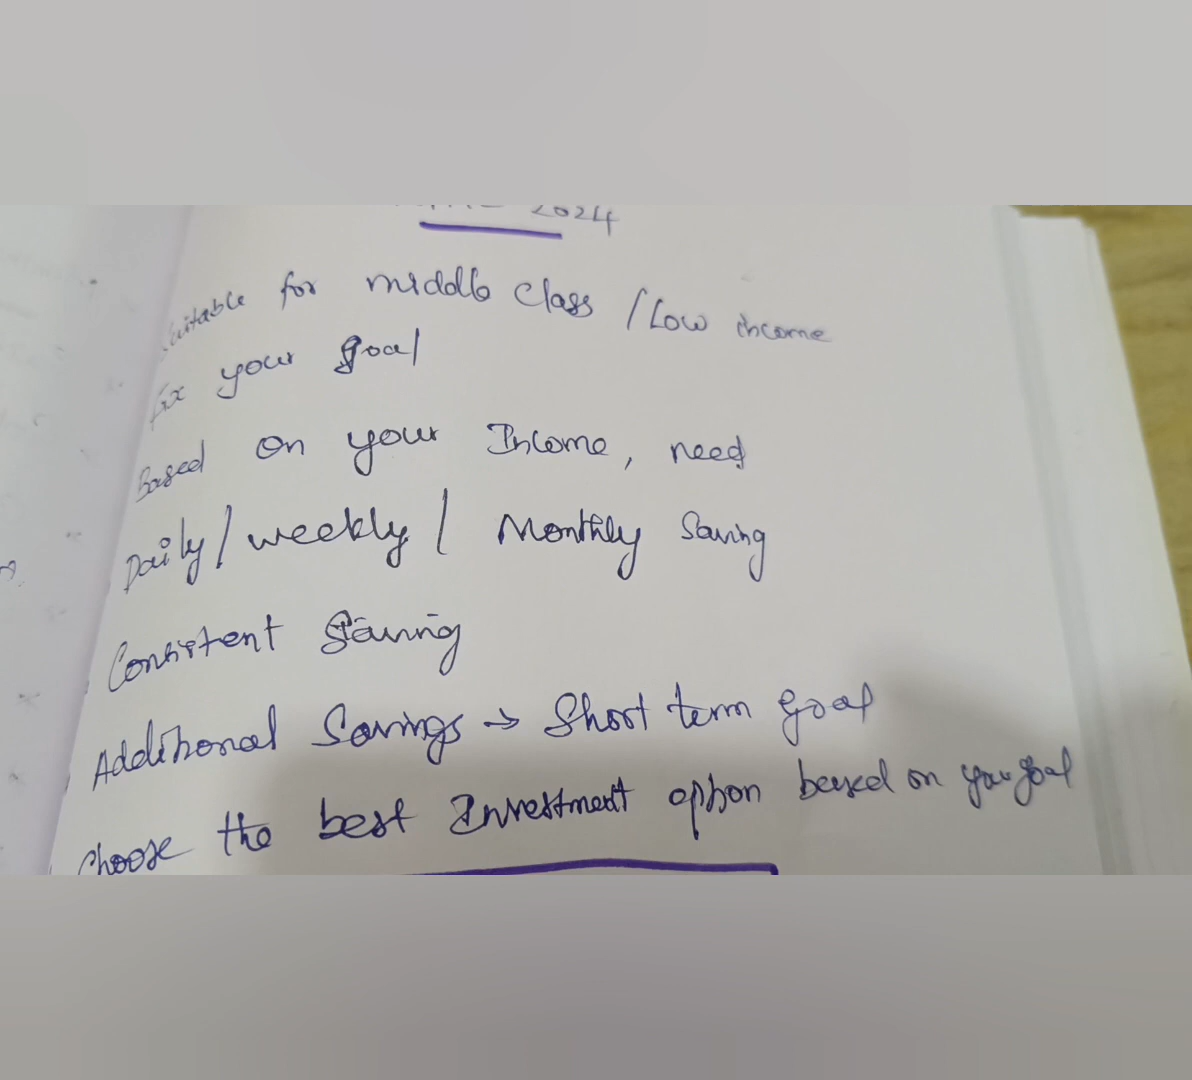 2024
Suitable for middle class / Low income
fix your goal
Based on your Income, need
Daily / weekly / Monthly Saving
Consistent Saving
Additional Savings → Short term goal
Choose the best Investment option based on your goal